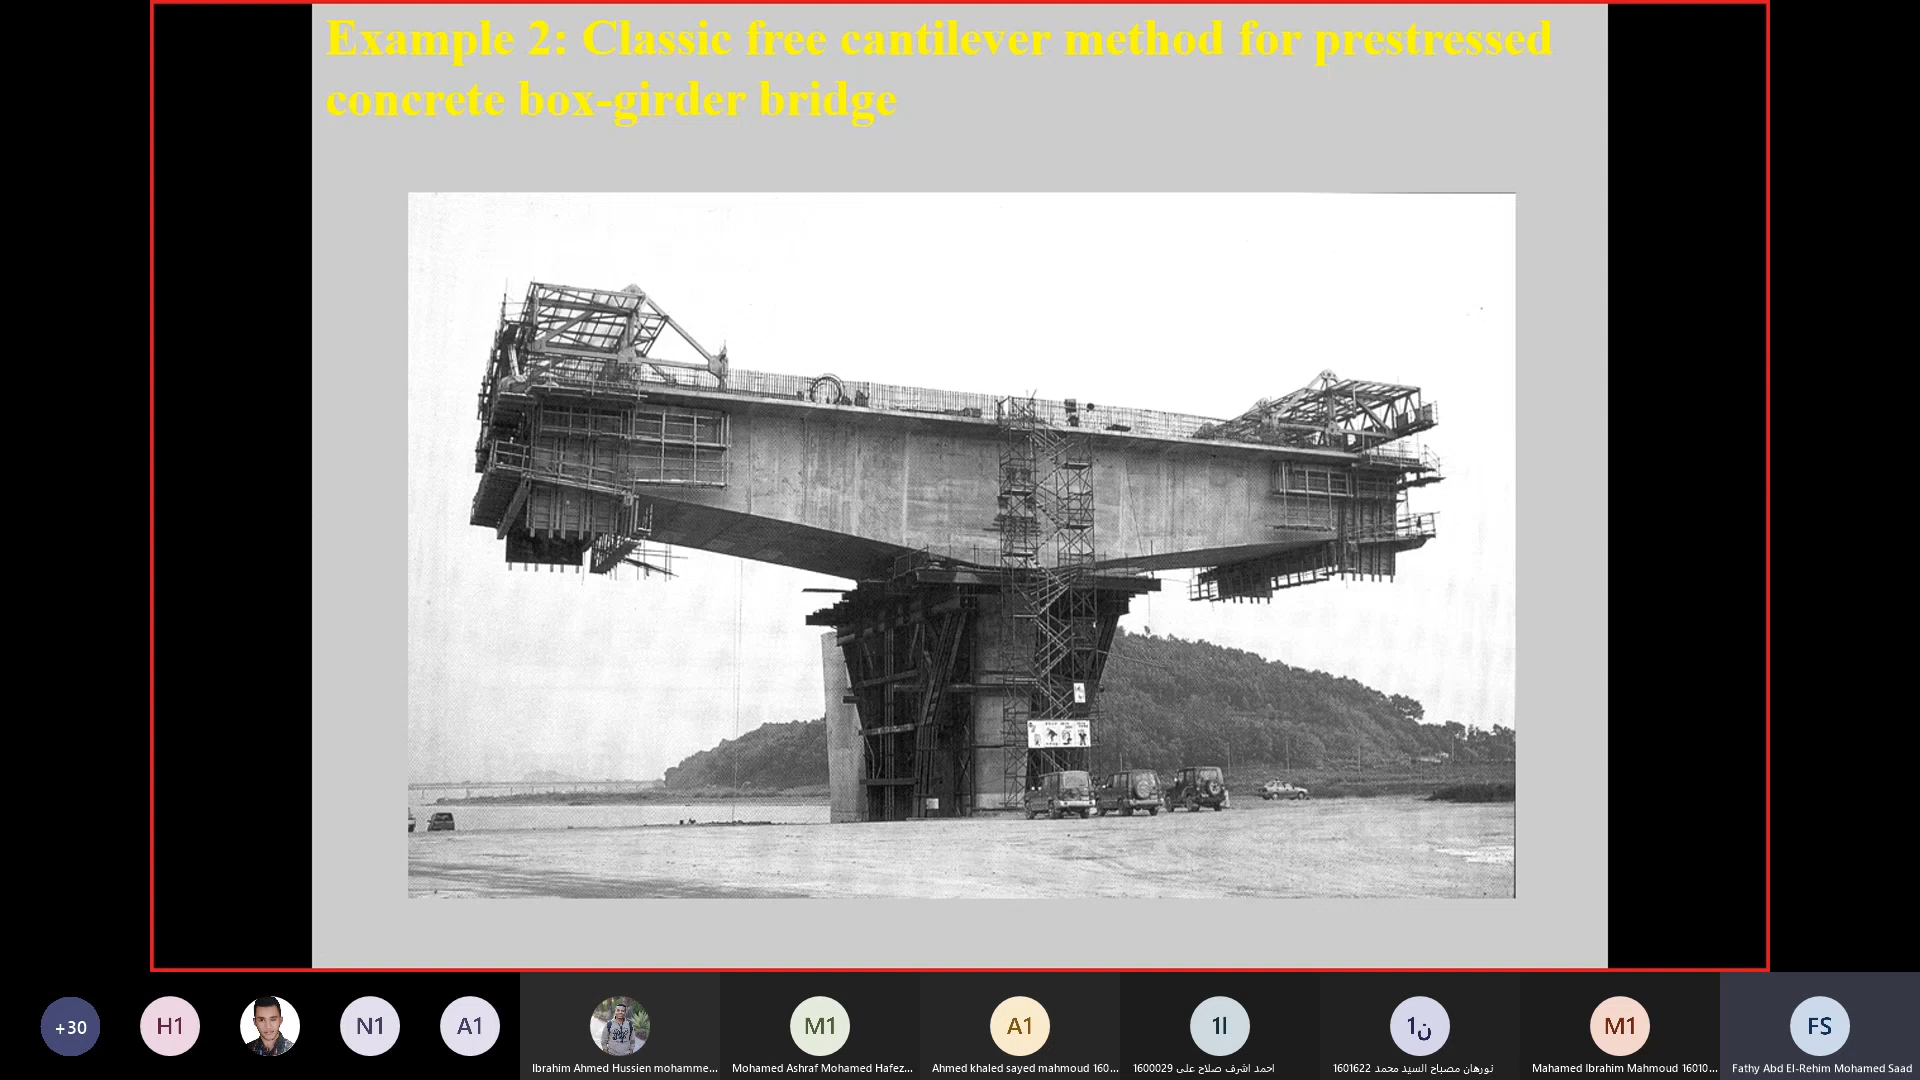 Example 2: Classic free cantilever method for prestressed
concrete box-girder bridge
+30
H1
N1
A1
M1
A1
ا1
ن1
M1
FS
Ibrahim Ahmed Hussien mohamme...
Mohamed Ashraf Mohamed Hafez...
Ahmed khaled sayed mahmoud 160...
احمد اشرف صلاح على 1600029
نورهان مصباح السيد محمد 1601622
Mahamed Ibrahim Mahmoud 16010...
Fathy Abd El-Rehim Mohamed Saad